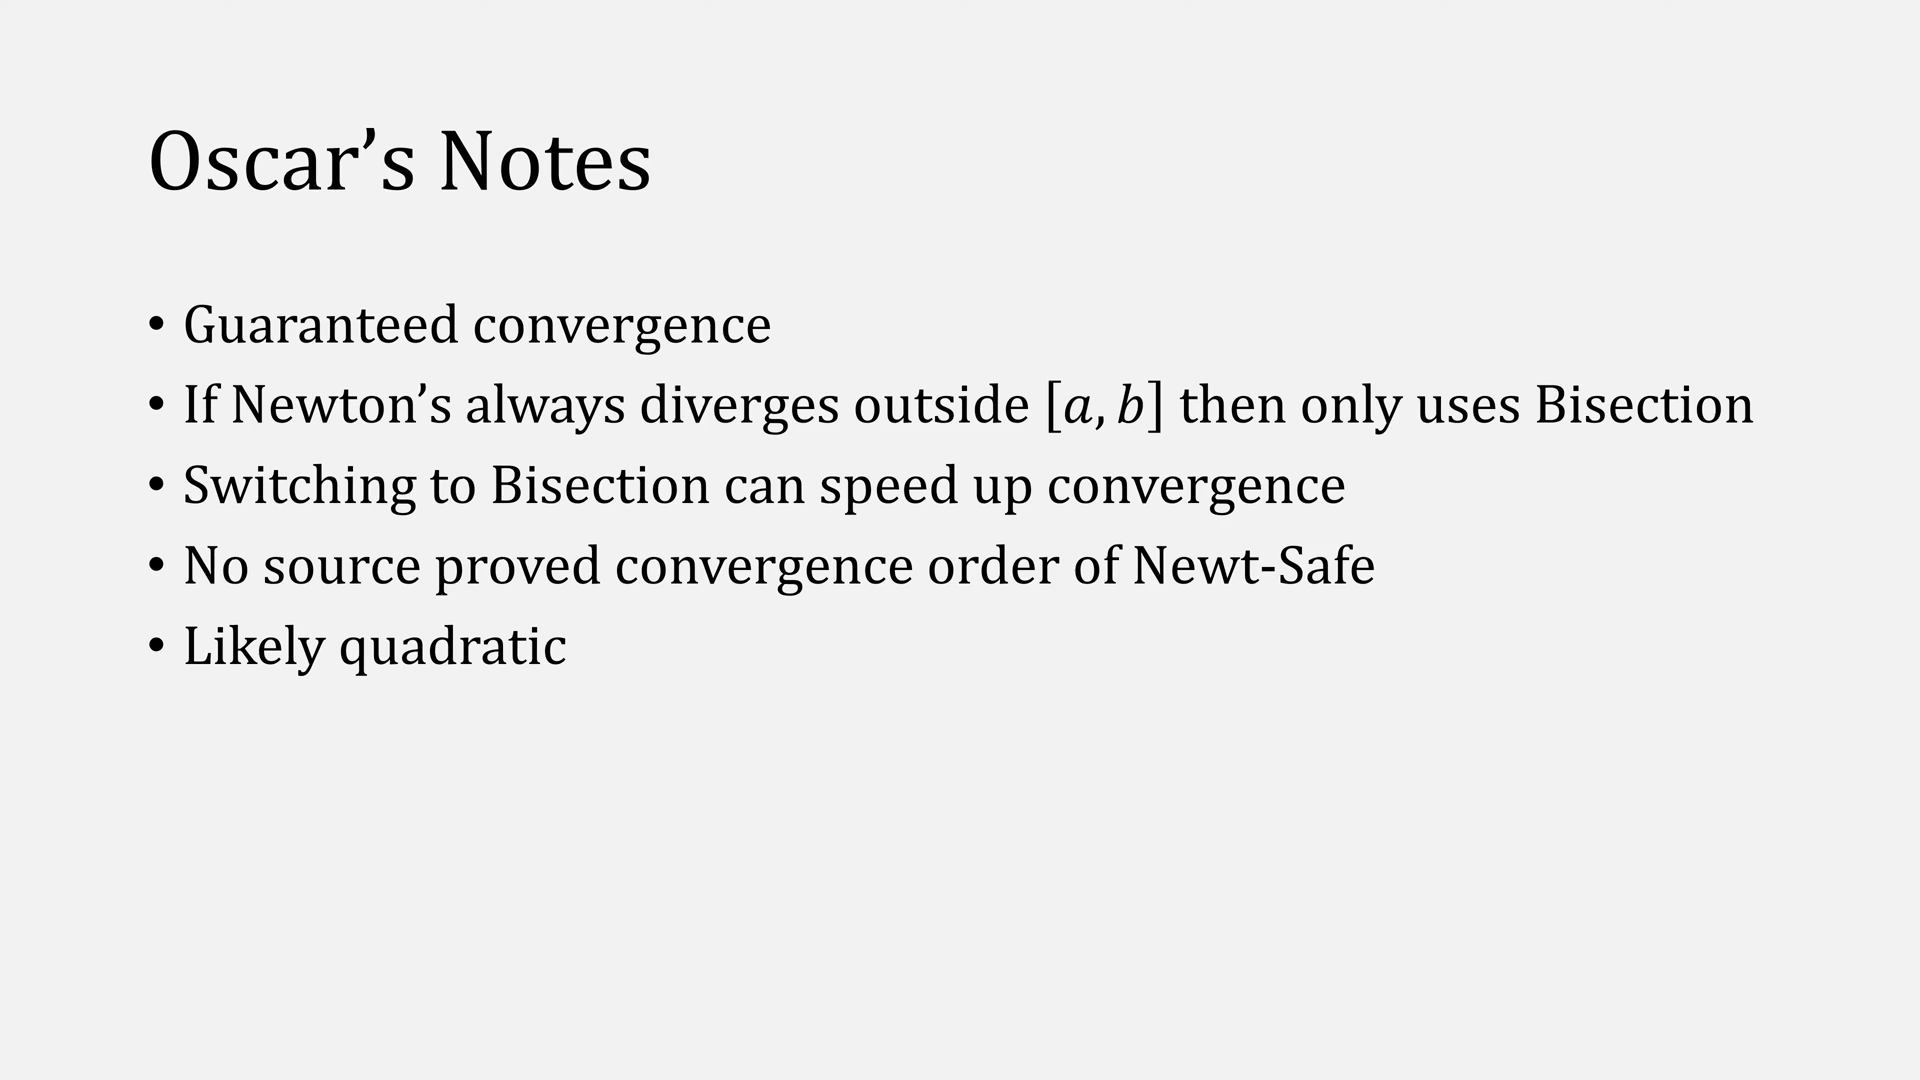 Oscar’s Notes
• Guaranteed convergence
• If Newton’s always diverges outside [a, b] then only uses Bisection
• Switching to Bisection can speed up convergence
• No source proved convergence order of Newt-Safe
• Likely quadratic